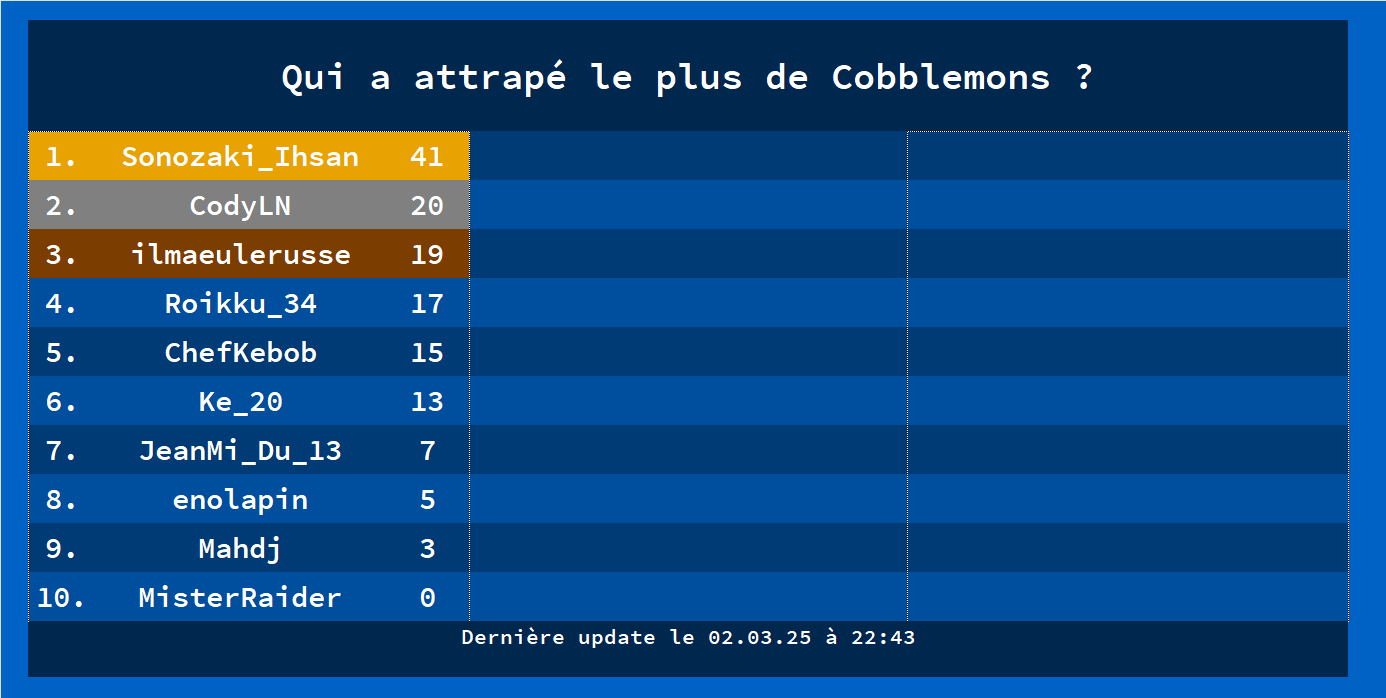 Qui a attrapé le plus de Cobblemons ?
1. Sonozaki_Ihsan 41
2. CodyLN 20
3. ilmaeulerusse 19
4. Roikku_34 17
5. ChefKebob 15
6. Ke_20 13
7. JeanMi_Du_13 7
8. enolapin 5
9. Mahdj 3
10. MisterRaider 0
Dernière update le 02.03.25 à 22:43